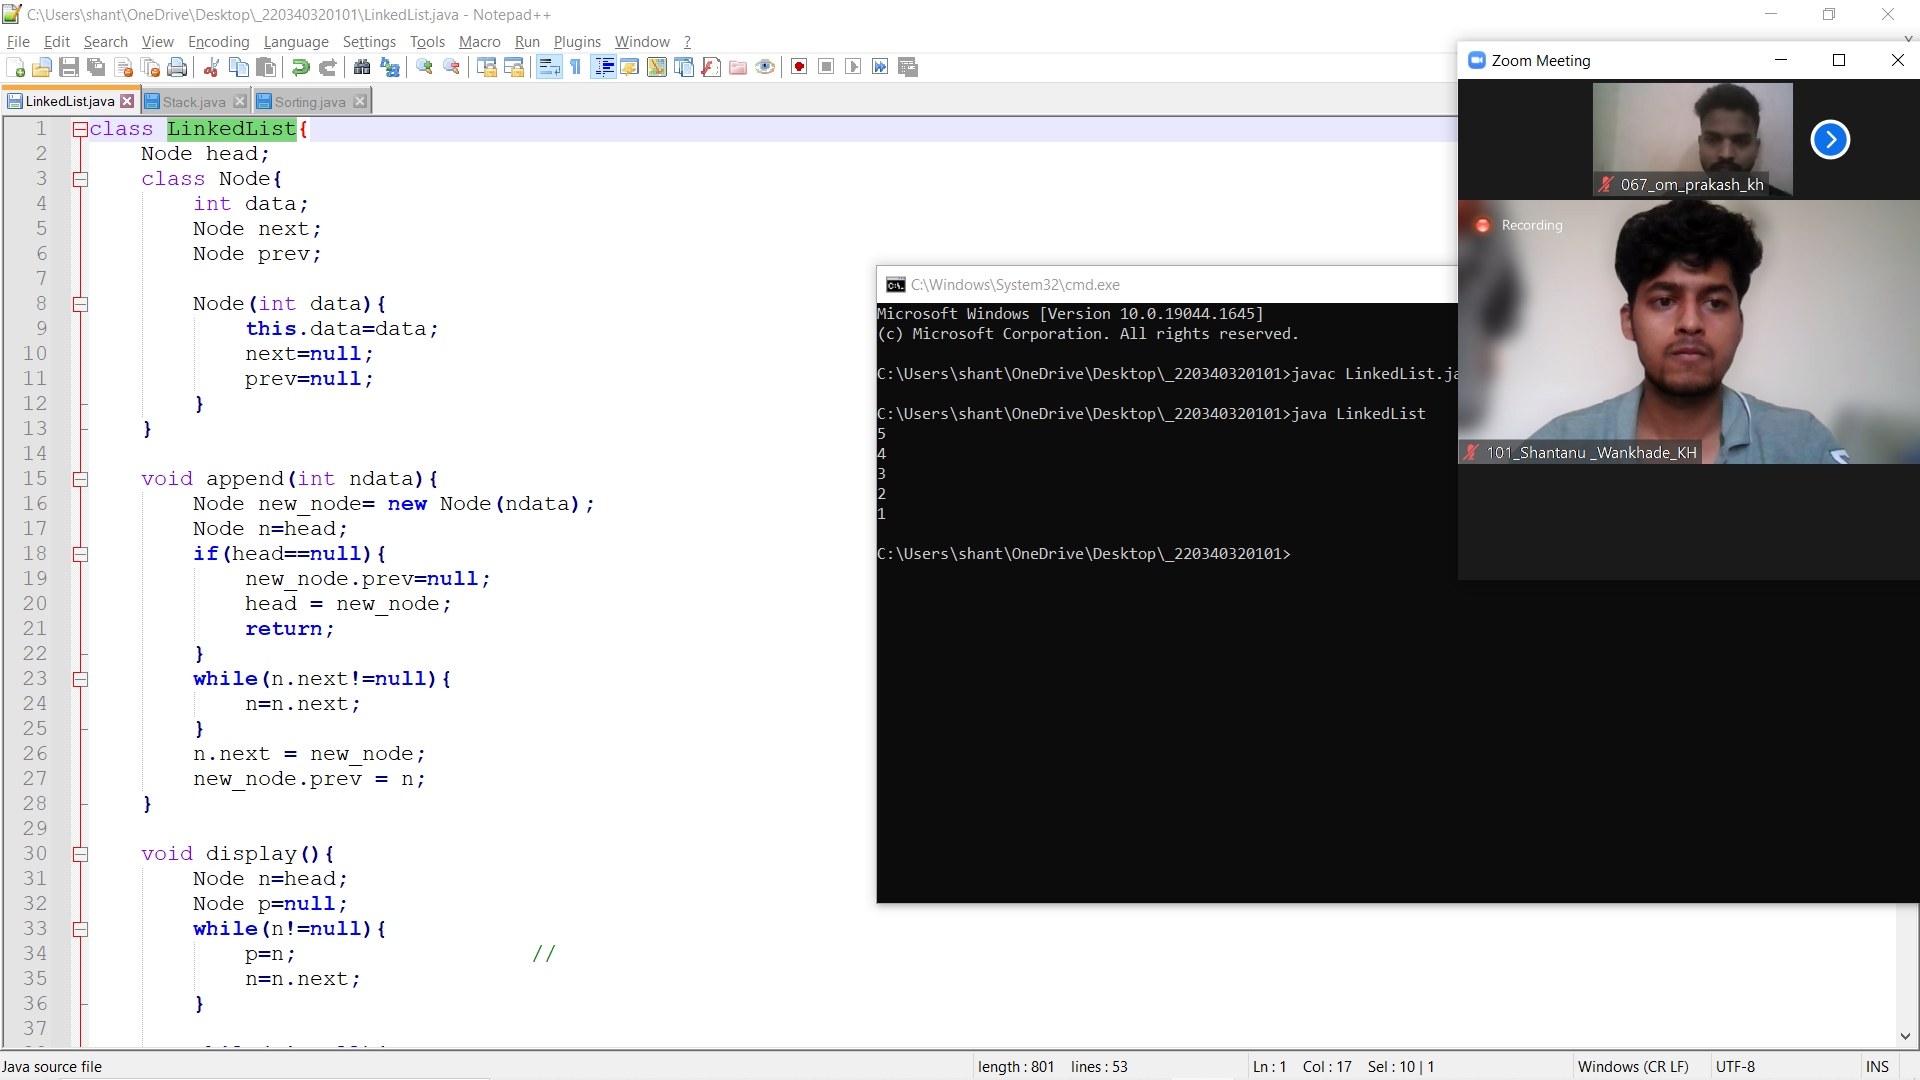 C:\Users\shant\OneDrive\Desktop\_220340320101\LinkedList.java - Notepad++
File Edit Search View Encoding Language Settings Tools Macro Run Plugins Window ?
LinkedList.java Stack.java Sorting.java
1 class LinkedList{
2 Node head;
3 class Node{
4 int data;
5 Node next;
6 Node prev;
7
8 Node(int data){
9 this.data=data;
10 next=null;
11 prev=null;
12 }
13 }
14
15 void append(int ndata){
16 Node new_node= new Node(ndata);
17 Node n=head;
18 if(head==null){
19 new_node.prev=null;
20 head = new_node;
21 return;
22 }
23 while(n.next!=null){
24 n=n.next;
25 }
26 n.next = new_node;
27 new_node.prev = n;
28 }
29
30 void display(){
31 Node n=head;
32 Node p=null;
33 while(n!=null){
34 p=n; //
35 n=n.next;
36 }
37
C:\Windows\System32\cmd.exe
Microsoft Windows [Version 10.0.19044.1645]
(c) Microsoft Corporation. All rights reserved.
C:\Users\shant\OneDrive\Desktop\_220340320101>javac LinkedList.ja
C:\Users\shant\OneDrive\Desktop\_220340320101>java LinkedList
5
4
3
2
1
C:\Users\shant\OneDrive\Desktop\_220340320101>
Zoom Meeting
067_om_prakash_kh
Recording
101_Shantanu _Wankhade_KH
Java source file length : 801 lines : 53 Ln : 1 Col : 17 Sel : 10 | 1 Windows (CR LF) UTF-8 INS